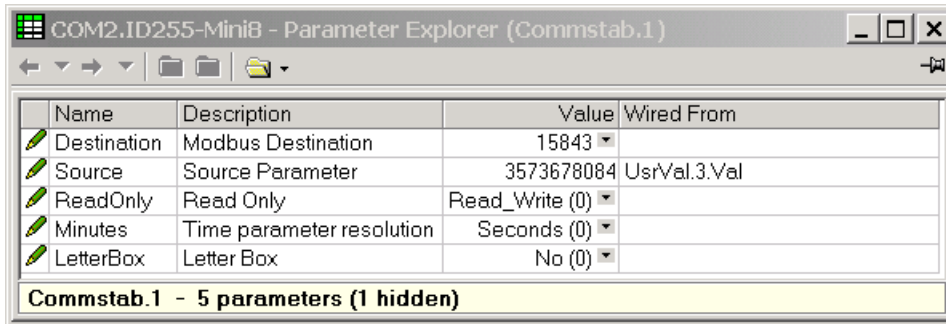 COM2.ID255-Mini8 - Parameter Explorer (Commstab.1)
Name Description Value Wired From
Destination Modbus Destination 15843
Source Source Parameter 3573678084 UsrVal.3.Val
ReadOnly Read Only Read_Write (0)
Minutes Time parameter resolution Seconds (0)
LetterBox Letter Box No (0)
Commstab.1 - 5 parameters (1 hidden)